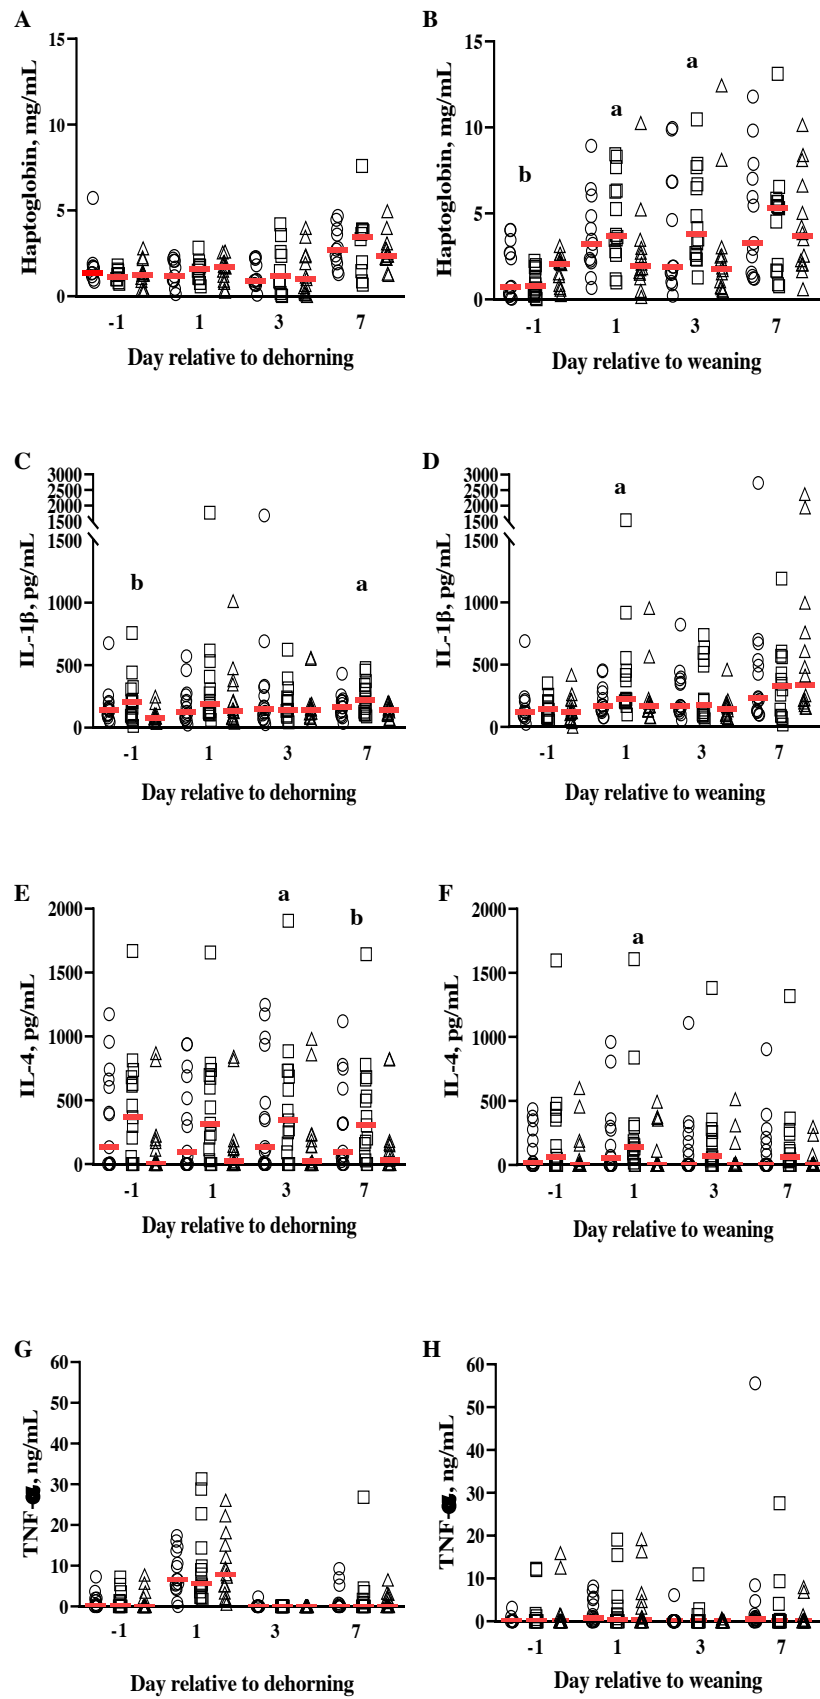 A
Haptoglobin, mg/mL
15
10
5
0
-1 1 3 7
Day relative to dehorning
B
Haptoglobin, mg/mL
15
10
5
0
b a a
-1 1 3 7
Day relative to weaning
C
IL-1β, pg/mL
3000
2500
2000
1500
1500
1000
500
0
b a
-1 1 3 7
Day relative to dehorning
D
IL-1β, pg/mL
3000
2500
2000
1500
1500
1000
500
0
a
-1 1 3 7
Day relative to weaning
E
IL-4, pg/mL
2000
1500
1000
500
0
a b
-1 1 3 7
Day relative to dehorning
F
IL-4, pg/mL
2000
1500
1000
500
0
a
-1 1 3 7
Day relative to weaning
G
TNF-, ng/mL
60
50
40
30
20
10
0
-1 1 3 7
Day relative to dehorning
H
TNF-, ng/mL
60
50
40
30
20
10
0
-1 1 3 7
Day relative to weaning